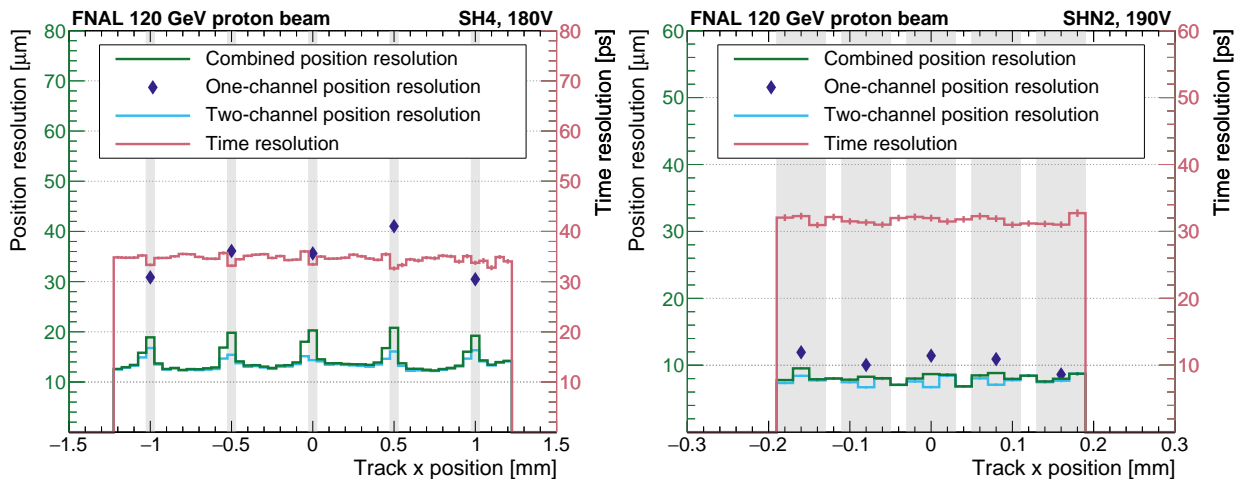 FNAL 120 GeV proton beam SH4, 180V
Position resolution [μm]
80
70
60
50
40
30
20
10
Combined position resolution
One-channel position resolution
Two-channel position resolution
Time resolution
80
70
60
50
40
30
20
10
Time resolution [ps]
−1.5 −1 −0.5 0 0.5 1 1.5
Track x position [mm]
FNAL 120 GeV proton beam SHN2, 190V
Position resolution [μm]
60
50
40
30
20
10
Combined position resolution
One-channel position resolution
Two-channel position resolution
Time resolution
60
50
40
30
20
10
Time resolution [ps]
−0.3 −0.2 −0.1 0 0.1 0.2 0.3
Track x position [mm]